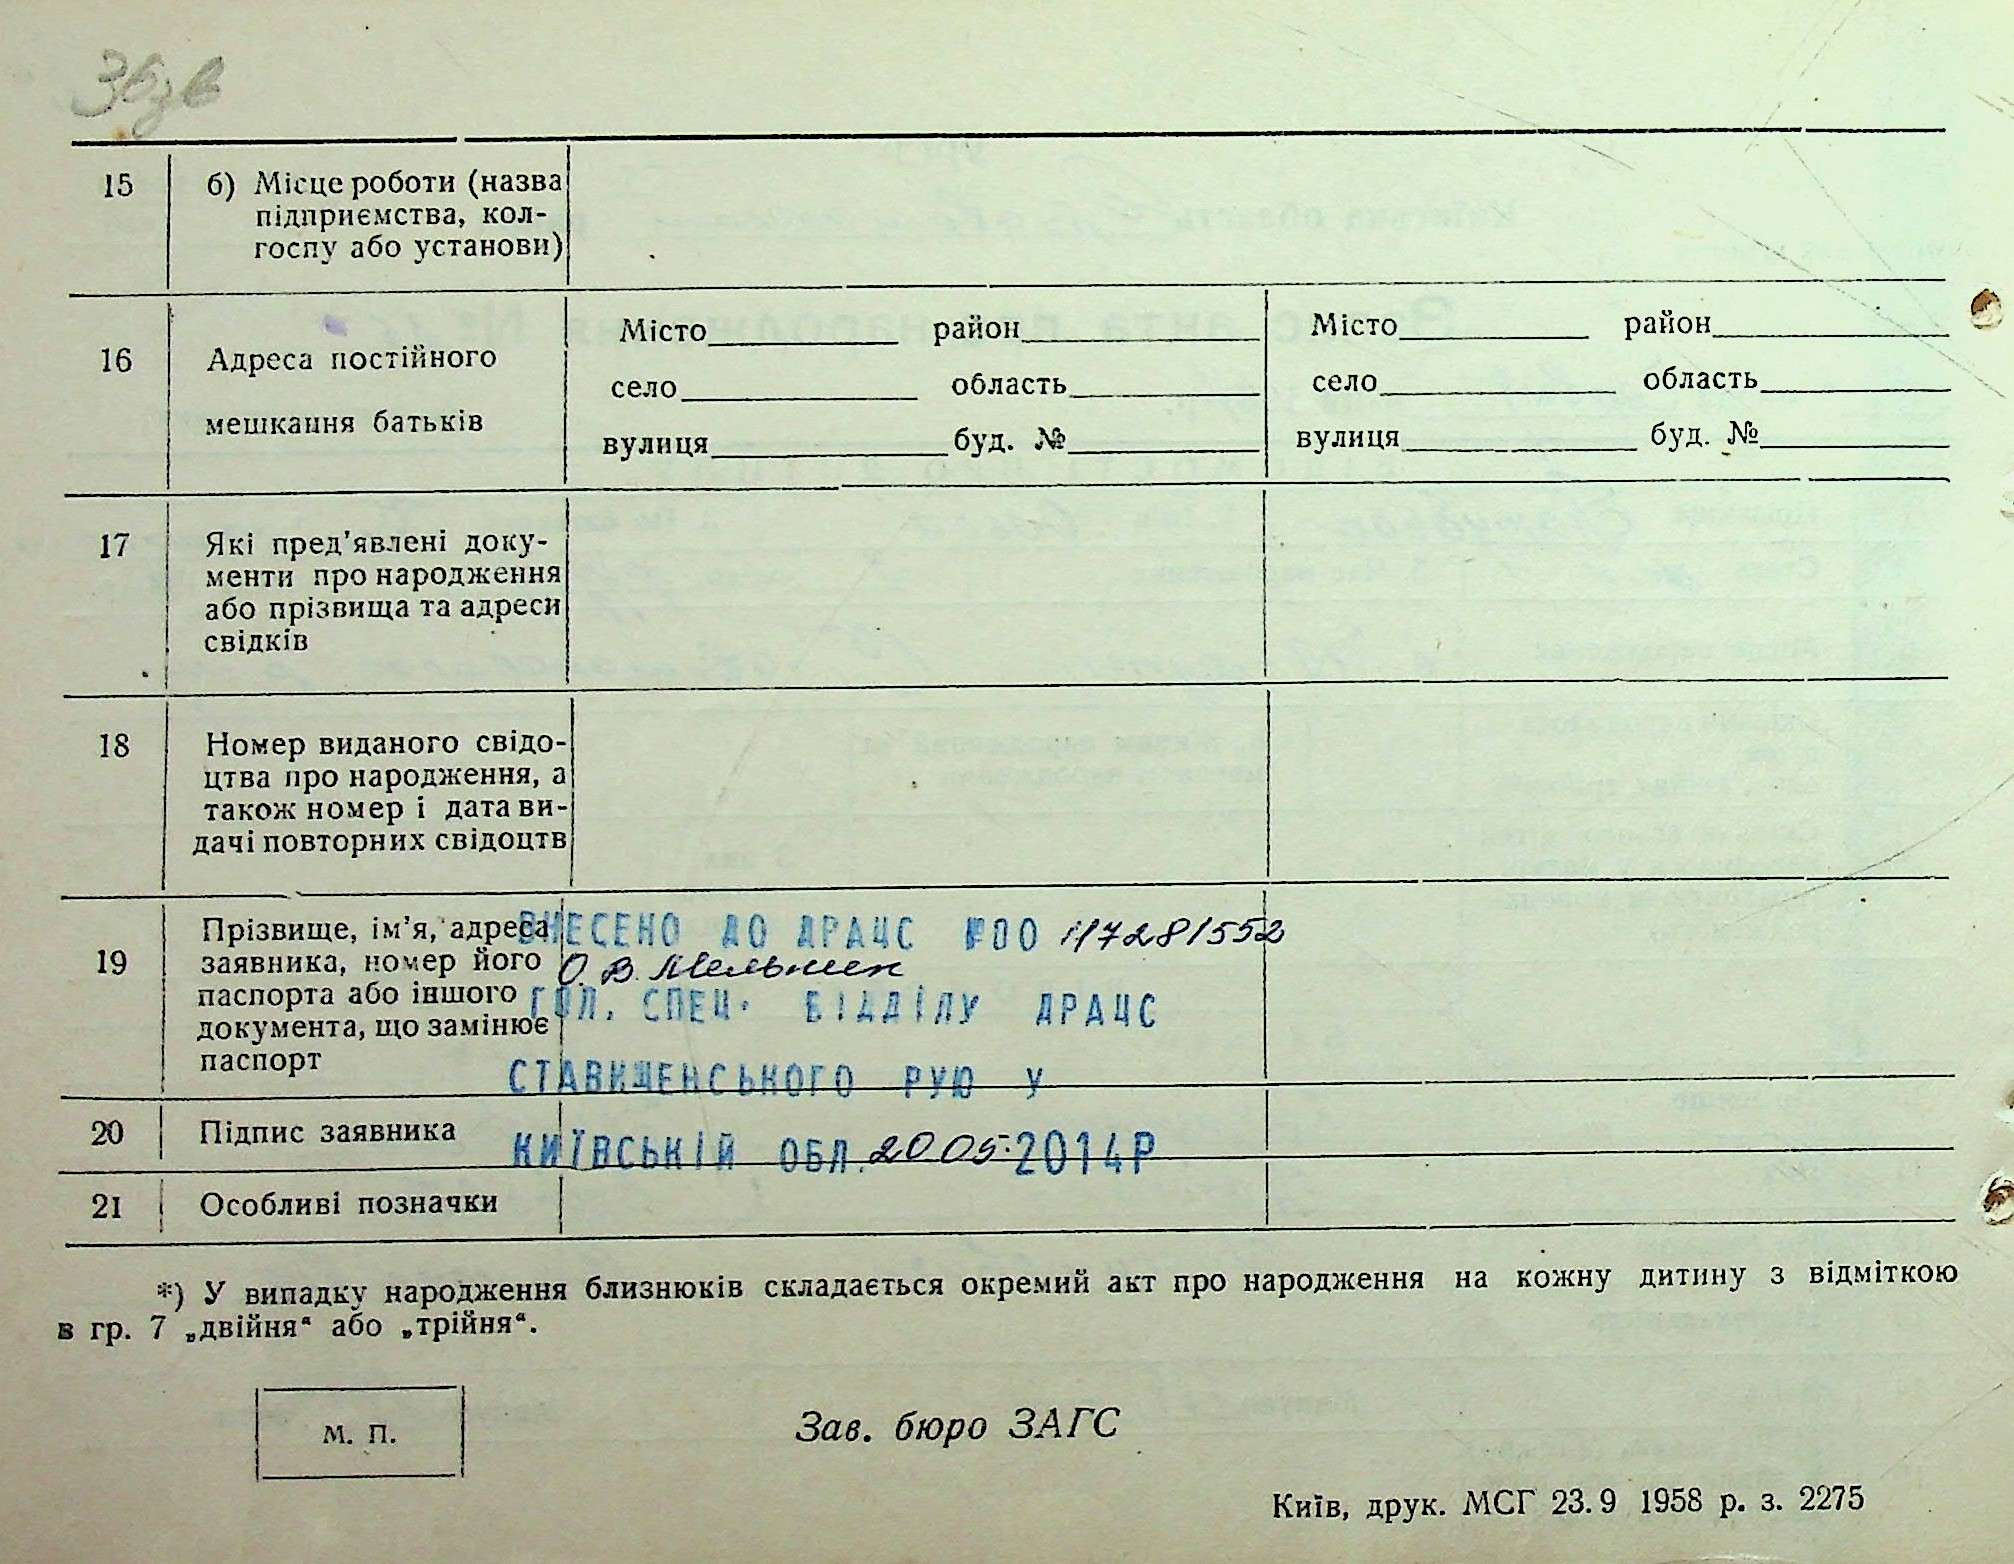 Звзв
15 б) Місце роботи (назва
підприємства, кол-
госпу або установи)
Місто район Місто район
16 Адреса постійного
село область село область
мешкання батьків
вулиця буд. № вулиця буд. №
17 Які пред’явлені доку-
менти про народження
або прізвища та адреси
свідків
18 Номер виданого свідо-
цтва про народження, а
також номер і дата ви-
дачі повторних свідоцтв
19 Прізвище, ім’я, адреса
заявника, номер його
паспорта або іншого
документа, що замінює
паспорт
ВНЕСЕНО ДО ДРАЦС №00 117281552
О. В. Мельник
ГОЛ. СПЕЦ. ВІДДІЛУ ДРАЦС
СТАВИЩЕНСЬКОГО РУЮ У
КИЇВСЬКІЙ ОБЛ. 20 05. 2014Р
20 Підпис заявника
21 Особливі позначки
*) У випадку народження близнюків складається окремий акт про народження на кожну дитину з відміткою
в гр. 7 „двійня“ або „трійня“.
м. п.
Зав. бюро ЗАГС
Київ, друк. МСГ 23.9 1958 р. з. 2275